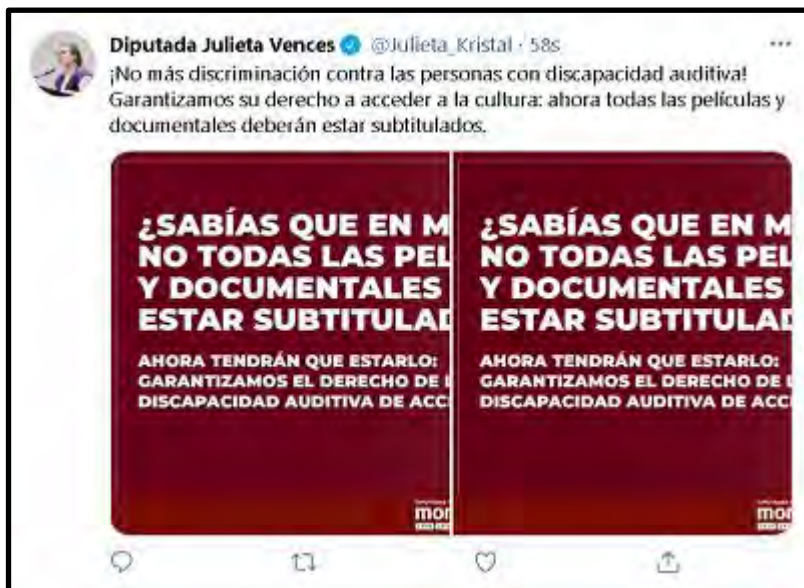 Diputada Julieta Vences @Julieta_Kristal · 58s
¡No más discriminación contra las personas con discapacidad auditiva!
Garantizamos su derecho a acceder a la cultura: ahora todas las películas y
documentales deberán estar subtitulados.
¿SABÍAS QUE EN M
NO TODAS LAS PEL
Y DOCUMENTALES
ESTAR SUBTITULAD
AHORA TENDRÁN QUE ESTARLO:
GARANTIZAMOS EL DERECHO DE L
DISCAPACIDAD AUDITIVA DE ACC
mor
¿SABÍAS QUE EN M
NO TODAS LAS PEL
Y DOCUMENTALES
ESTAR SUBTITULAD
AHORA TENDRÁN QUE ESTARLO:
GARANTIZAMOS EL DERECHO DE L
DISCAPACIDAD AUDITIVA DE ACC
mor